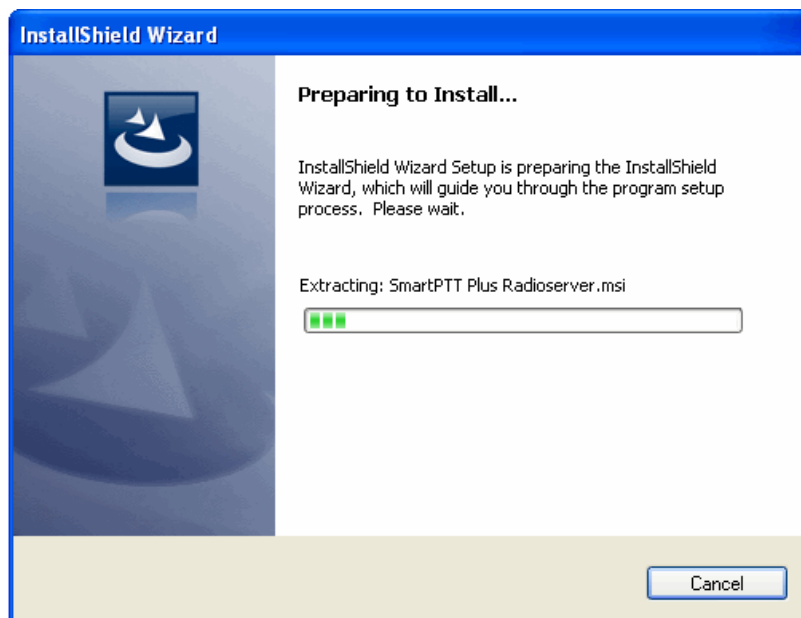 InstallShield Wizard
Preparing to Install...
InstallShield Wizard Setup is preparing the InstallShield
Wizard, which will guide you through the program setup
process.  Please wait.
Extracting: SmartPTT Plus Radioserver.msi
Cancel